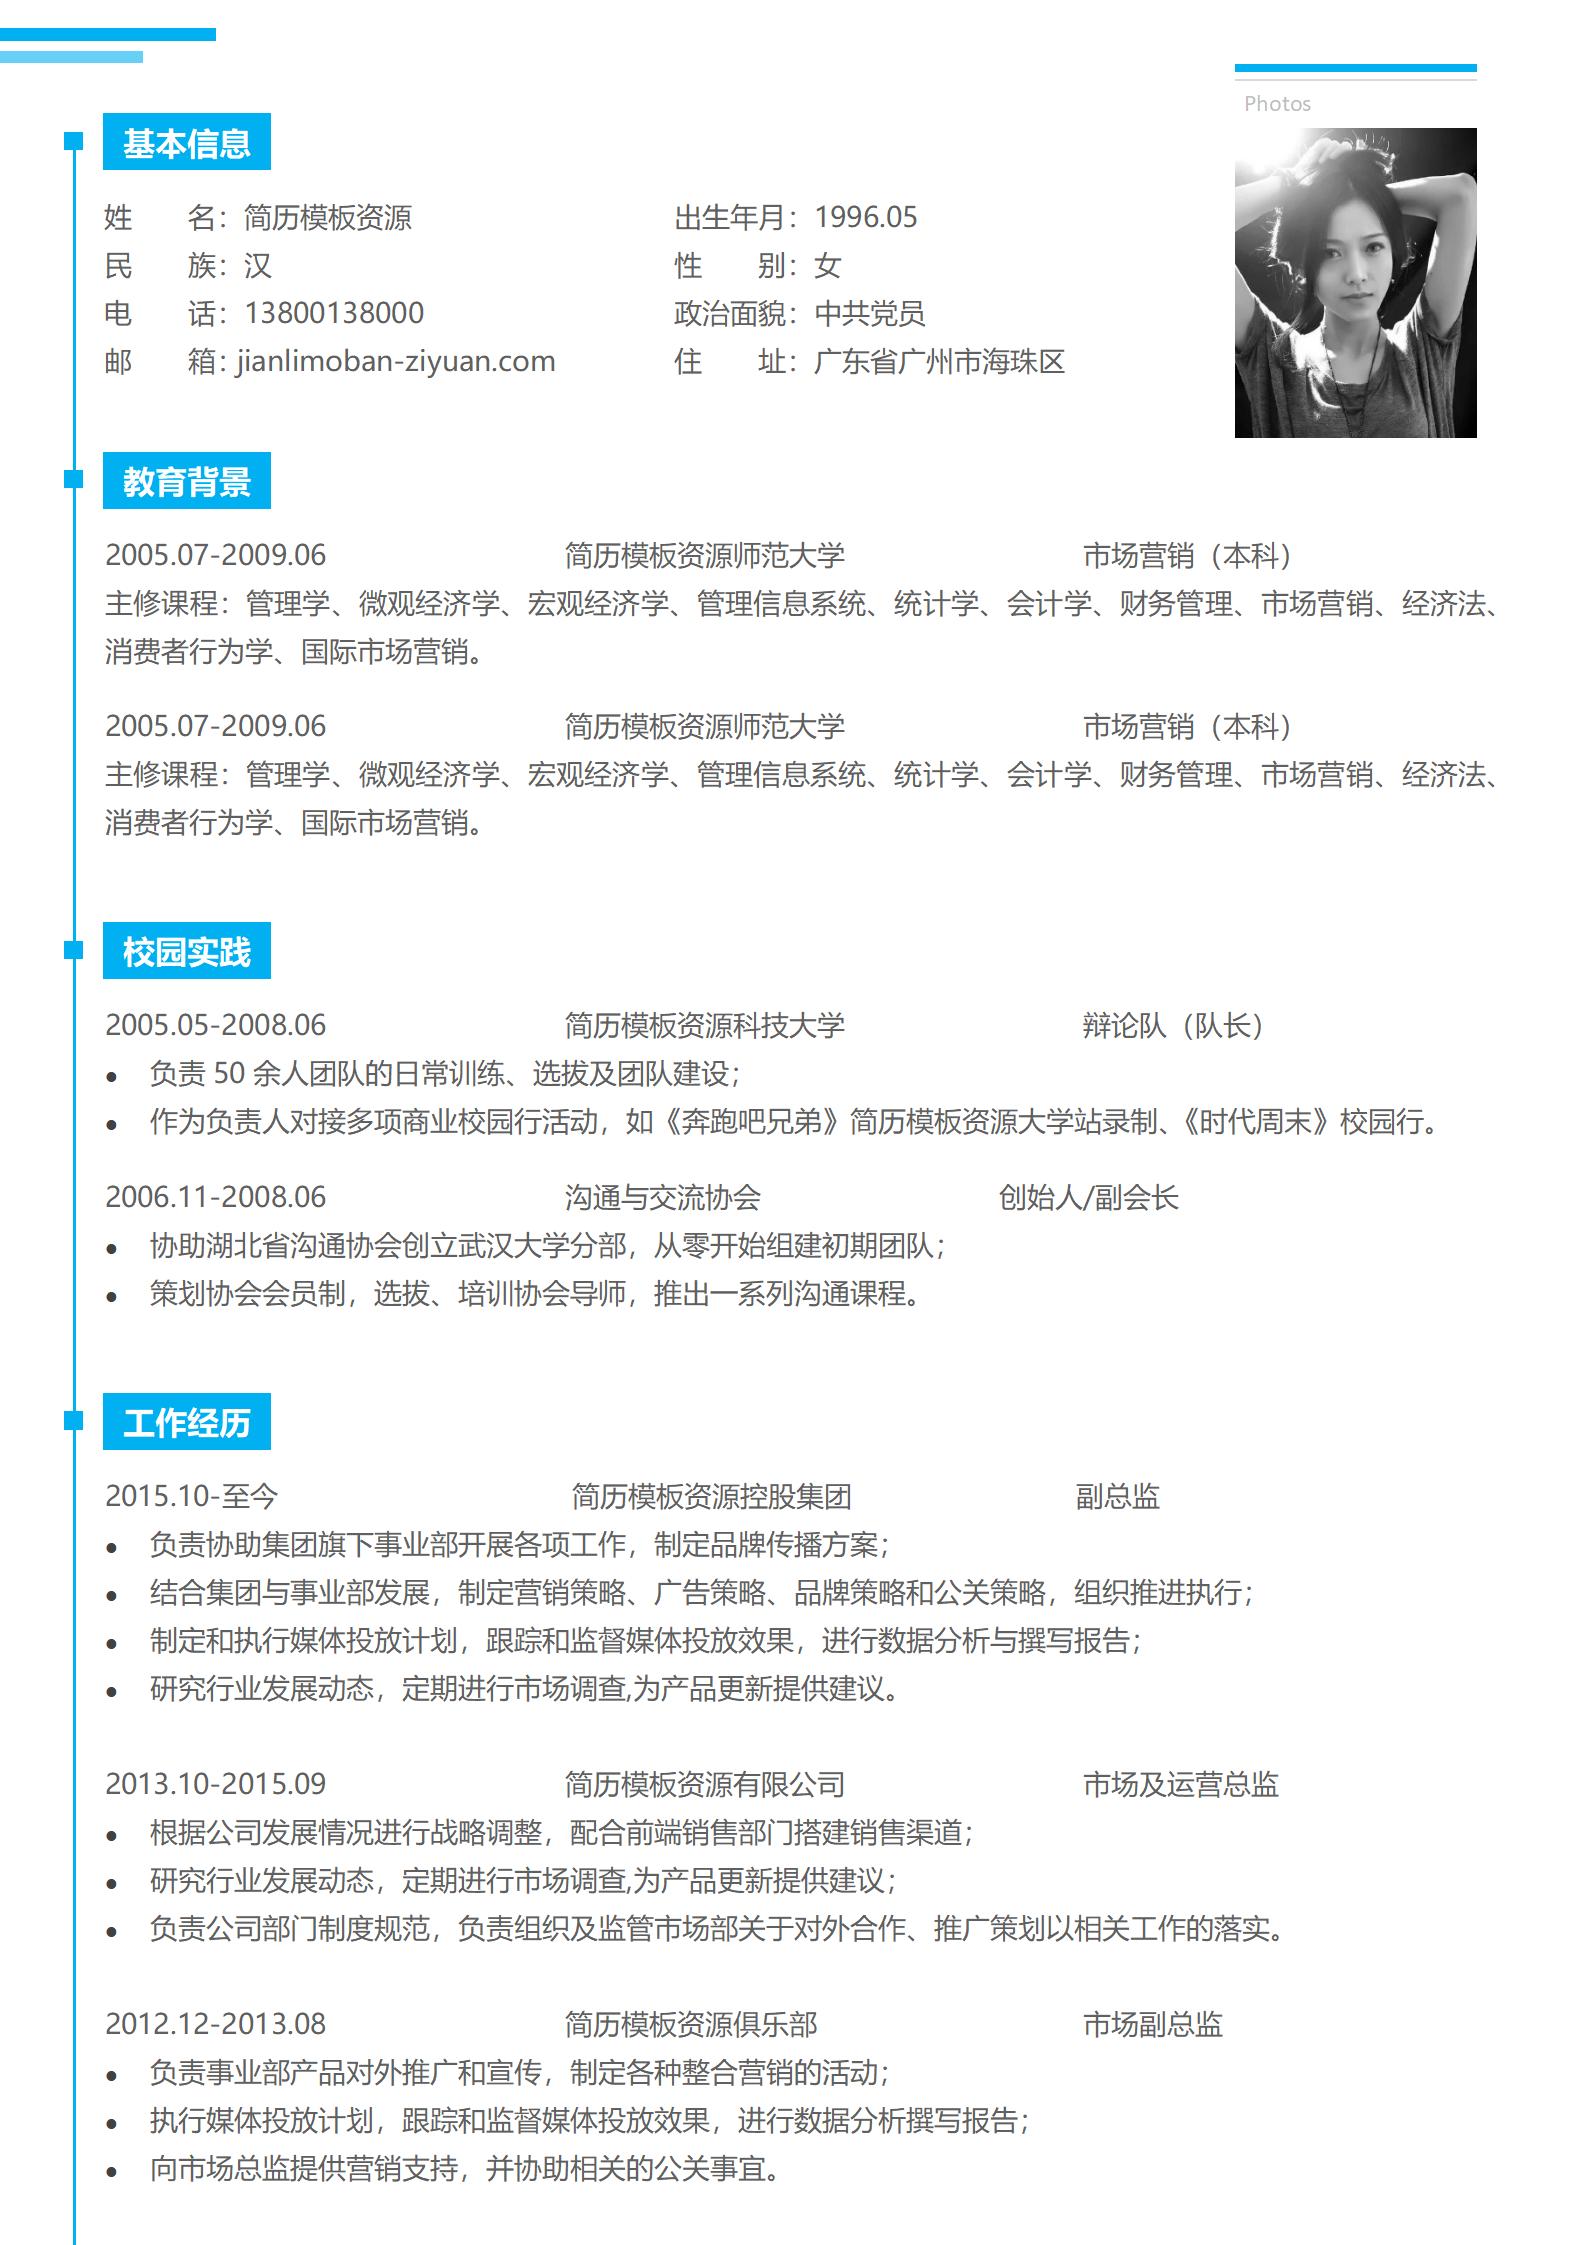 Photos
基本信息
姓 名：简历模板资源 出生年月：1996.05
民 族：汉 性 别：女
电 话：13800138000 政治面貌：中共党员
邮 箱：jianlimoban-ziyuan.com 住 址：广东省广州市海珠区
教育背景
2005.07-2009.06 简历模板资源师范大学 市场营销（本科）
主修课程：管理学、微观经济学、宏观经济学、管理信息系统、统计学、会计学、财务管理、市场营销、经济法、
消费者行为学、国际市场营销。
2005.07-2009.06 简历模板资源师范大学 市场营销（本科）
主修课程：管理学、微观经济学、宏观经济学、管理信息系统、统计学、会计学、财务管理、市场营销、经济法、
消费者行为学、国际市场营销。
校园实践
2005.05-2008.06 简历模板资源科技大学 辩论队（队长）
● 负责 50 余人团队的日常训练、选拔及团队建设；
● 作为负责人对接多项商业校园行活动，如《奔跑吧兄弟》简历模板资源大学站录制、《时代周末》校园行。
2006.11-2008.06 沟通与交流协会 创始人/副会长
● 协助湖北省沟通协会创立武汉大学分部，从零开始组建初期团队；
● 策划协会会员制，选拔、培训协会导师，推出一系列沟通课程。
工作经历
2015.10-至今 简历模板资源控股集团 副总监
● 负责协助集团旗下事业部开展各项工作，制定品牌传播方案；
● 结合集团与事业部发展，制定营销策略、广告策略、品牌策略和公关策略，组织推进执行；
● 制定和执行媒体投放计划，跟踪和监督媒体投放效果，进行数据分析与撰写报告；
● 研究行业发展动态，定期进行市场调查,为产品更新提供建议。
2013.10-2015.09 简历模板资源有限公司 市场及运营总监
● 根据公司发展情况进行战略调整，配合前端销售部门搭建销售渠道；
● 研究行业发展动态，定期进行市场调查,为产品更新提供建议；
● 负责公司部门制度规范，负责组织及监管市场部关于对外合作、推广策划以相关工作的落实。
2012.12-2013.08 简历模板资源俱乐部 市场副总监
● 负责事业部产品对外推广和宣传，制定各种整合营销的活动；
● 执行媒体投放计划，跟踪和监督媒体投放效果，进行数据分析撰写报告；
● 向市场总监提供营销支持，并协助相关的公关事宜。